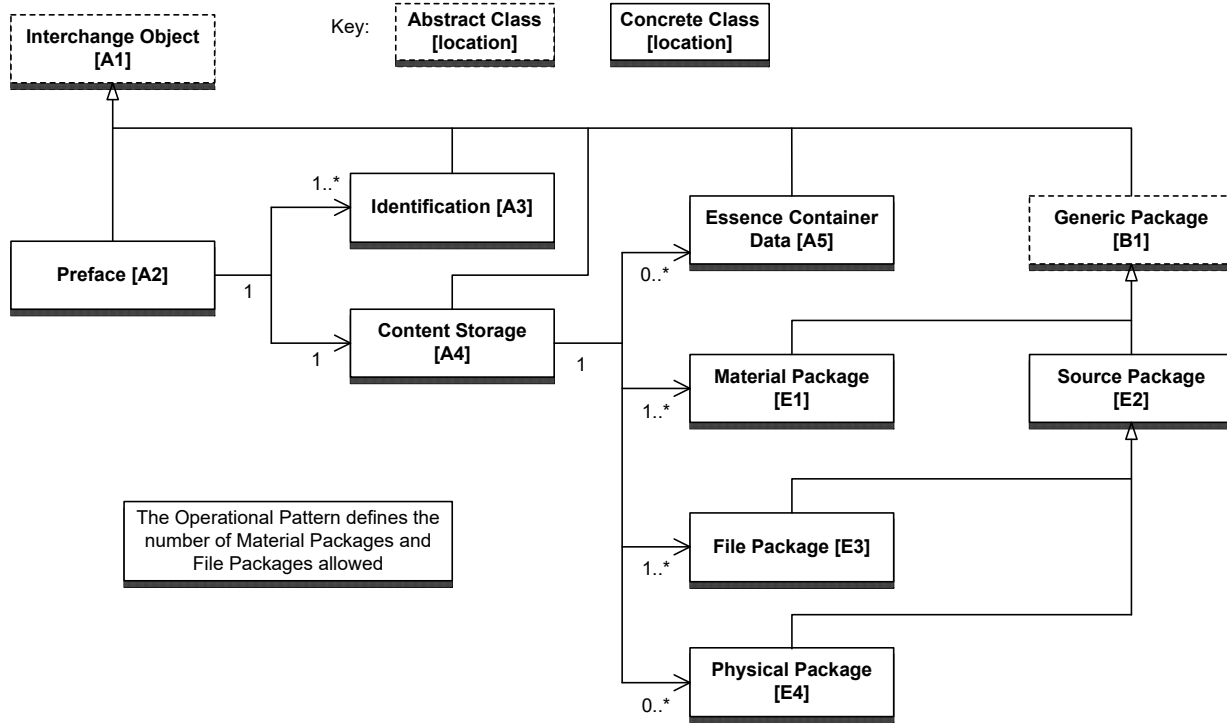 Interchange Object
[A1]
Key:
Abstract Class
[location]
Concrete Class
[location]
1..*
Identification [A3]
Essence Container
Data [A5]
Generic Package
[B1]
Preface [A2]
1
0..*
1
Content Storage
[A4]
1
Material Package
[E1]
Source Package
[E2]
1..*
The Operational Pattern defines the
number of Material Packages and
File Packages allowed
File Package [E3]
1..*
Physical Package
[E4]
0..*